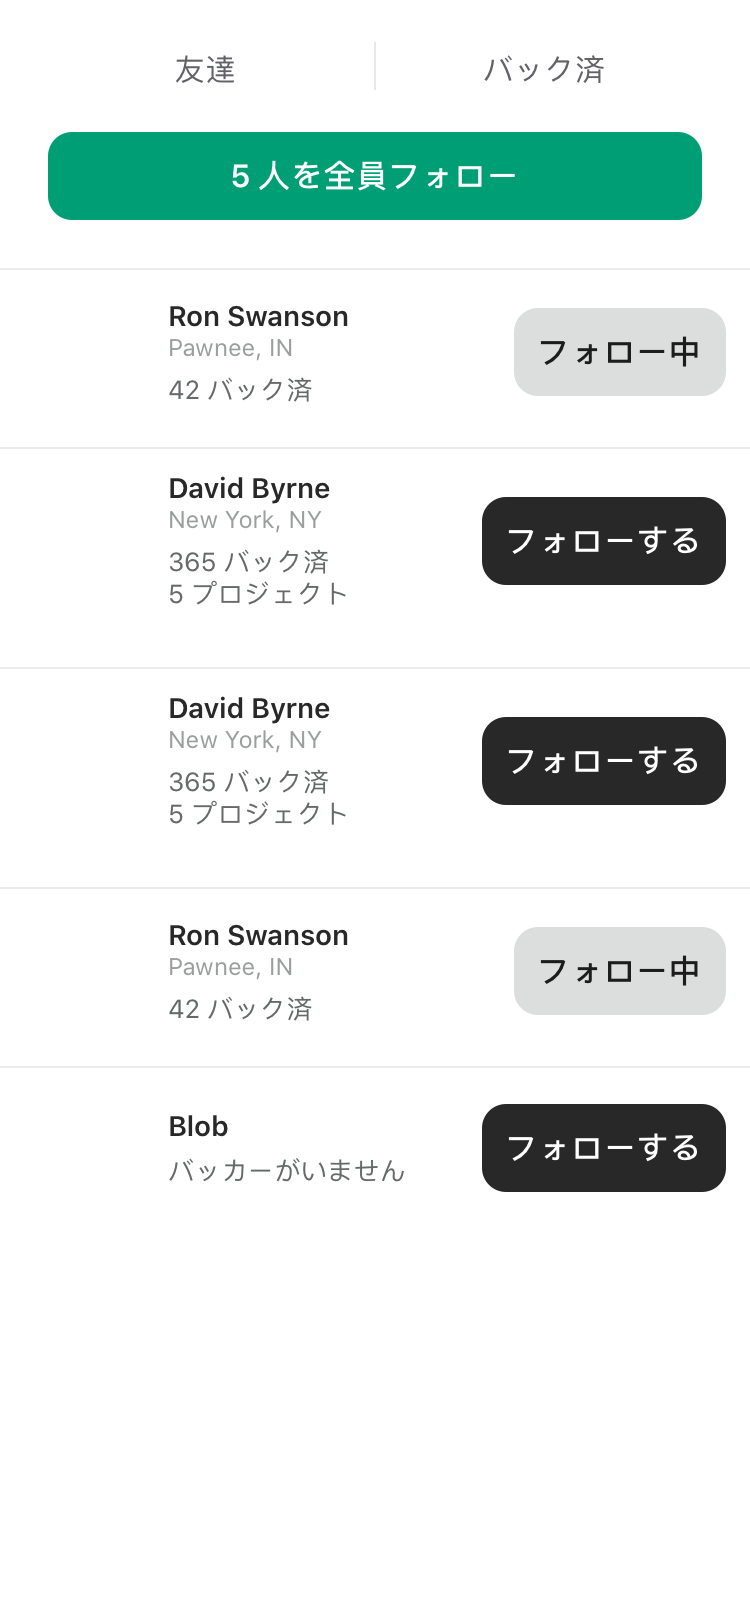 友達
バック済
5 人を全員フォロー
Ron Swanson
Pawnee, IN
42 バック済
フォロー中
David Byrne
New York, NY
365 バック済
5 プロジェクト
フォローする
David Byrne
New York, NY
365 バック済
5 プロジェクト
フォローする
Ron Swanson
Pawnee, IN
42 バック済
フォロー中
Blob
バッカーがいません
フォローする